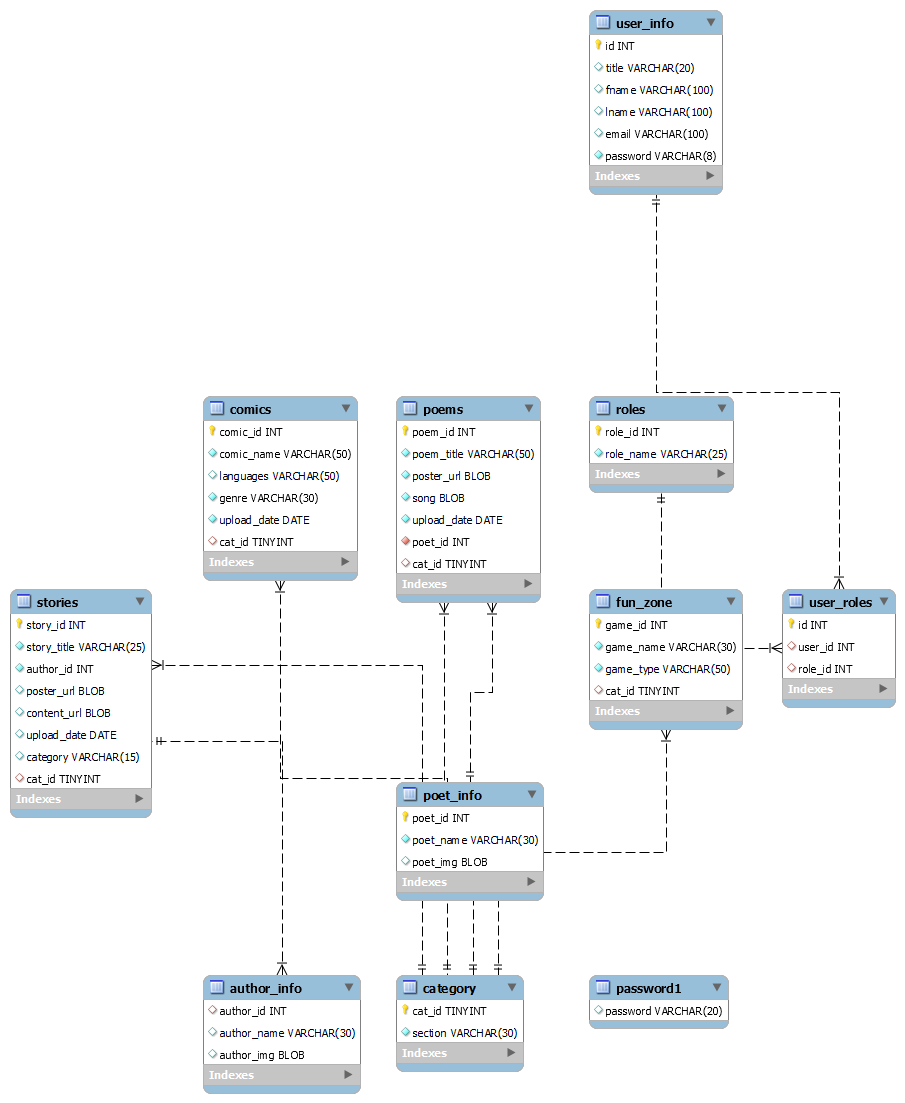 user_info
id INT
title VARCHAR(20)
fname VARCHAR(100)
lname VARCHAR(100)
email VARCHAR(100)
password VARCHAR(8)
Indexes
comics
comic_id INT
comic_name VARCHAR(50)
languages VARCHAR(50)
genre VARCHAR(30)
upload_date DATE
cat_id TINYINT
Indexes
poems
poem_id INT
poem_title VARCHAR(50)
poster_url BLOB
song BLOB
upload_date DATE
poet_id INT
cat_id TINYINT
Indexes
roles
role_id INT
role_name VARCHAR(25)
Indexes
stories
story_id INT
story_title VARCHAR(25)
author_id INT
poster_url BLOB
content_url BLOB
upload_date DATE
category VARCHAR(15)
cat_id TINYINT
Indexes
fun_zone
game_id INT
game_name VARCHAR(30)
game_type VARCHAR(50)
cat_id TINYINT
Indexes
user_roles
id INT
user_id INT
role_id INT
Indexes
poet_info
poet_id INT
poet_name VARCHAR(30)
poet_img BLOB
Indexes
author_info
author_id INT
author_name VARCHAR(30)
author_img BLOB
Indexes
category
cat_id TINYINT
section VARCHAR(30)
Indexes
password1
password VARCHAR(20)